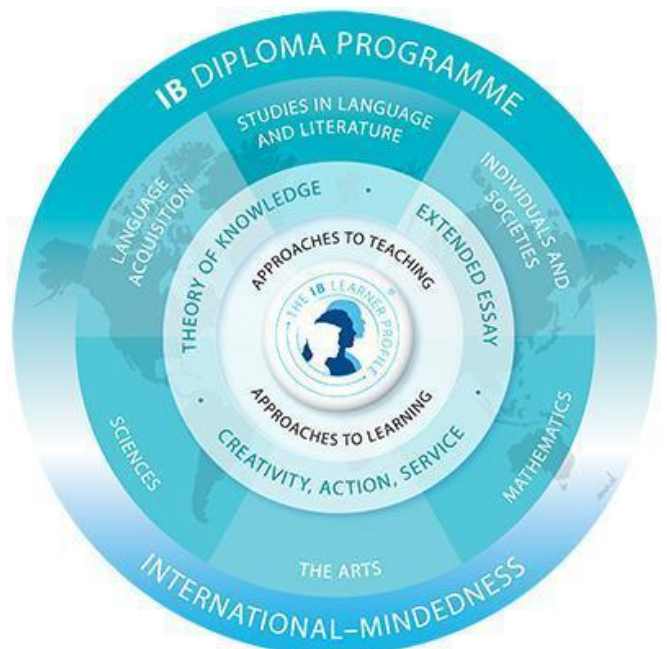 IB DIPLOMA PROGRAMME
STUDIES IN LANGUAGE
AND LITERATURE
LANGUAGE
ACQUISITION
INDIVIDUALS AND
SOCIETIES
THEORY OF KNOWLEDGE
EXTENDED ESSAY
APPROACHES TO TEACHING
THE IB LEARNER PROFILE
®
APPROACHES TO LEARNING
CREATIVITY, ACTION, SERVICE
SCIENCES
MATHEMATICS
THE ARTS
INTERNATIONAL–MINDEDNESS